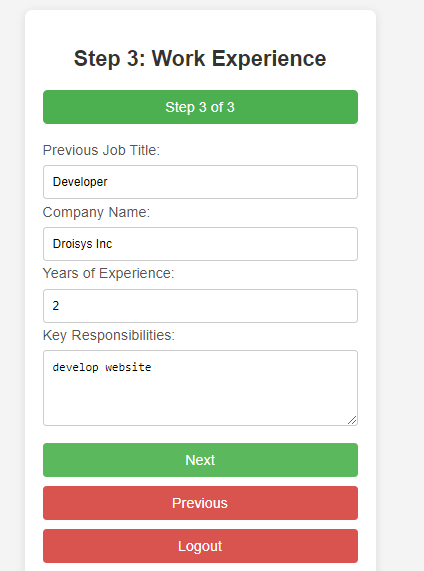 Step 3: Work Experience
Step 3 of 3
Previous Job Title:
Developer
Company Name:
Droisys Inc
Years of Experience:
2
Key Responsibilities:
develop website
Next
Previous
Logout